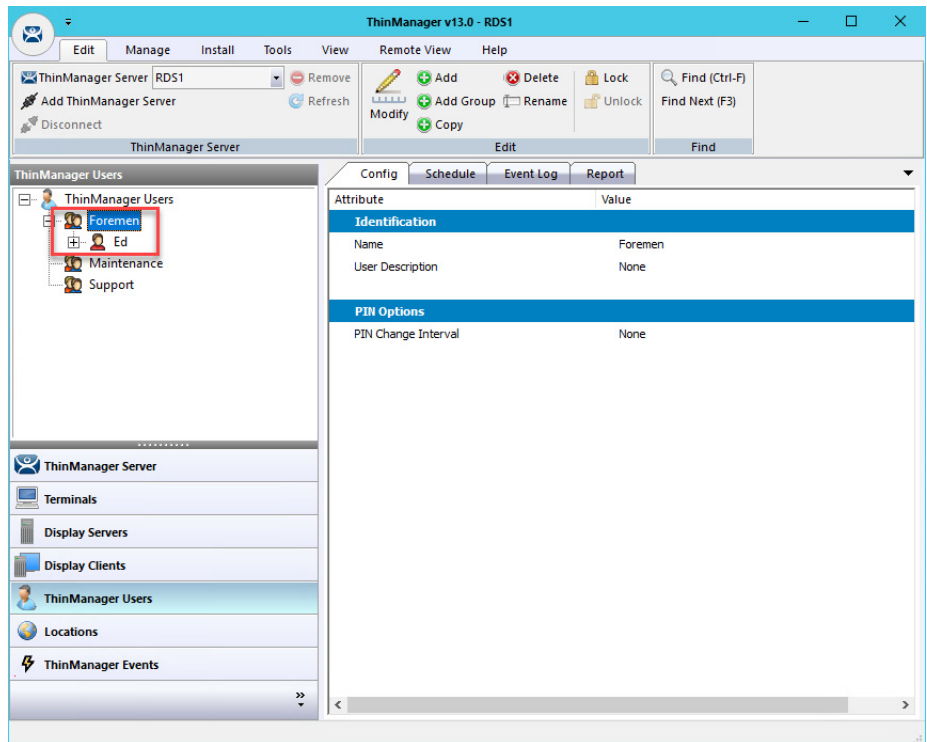 ThinManager v13.0 - RDS1
Edit Manage Install Tools View Remote View Help
ThinManager Server RDS1
Remove
Add ThinManager Server
Refresh
Disconnect
ThinManager Server
Modify
Add
Delete
Add Group
Rename
Copy
Lock
Unlock
Edit
Find (Ctrl-F)
Find Next (F3)
Find
ThinManager Users
ThinManager Users
Foremen
Ed
Maintenance
Support
ThinManager Server
Terminals
Display Servers
Display Clients
ThinManager Users
Locations
ThinManager Events
Config Schedule Event Log Report
Attribute Value
Identification
Name Foremen
User Description None
PIN Options
PIN Change Interval None